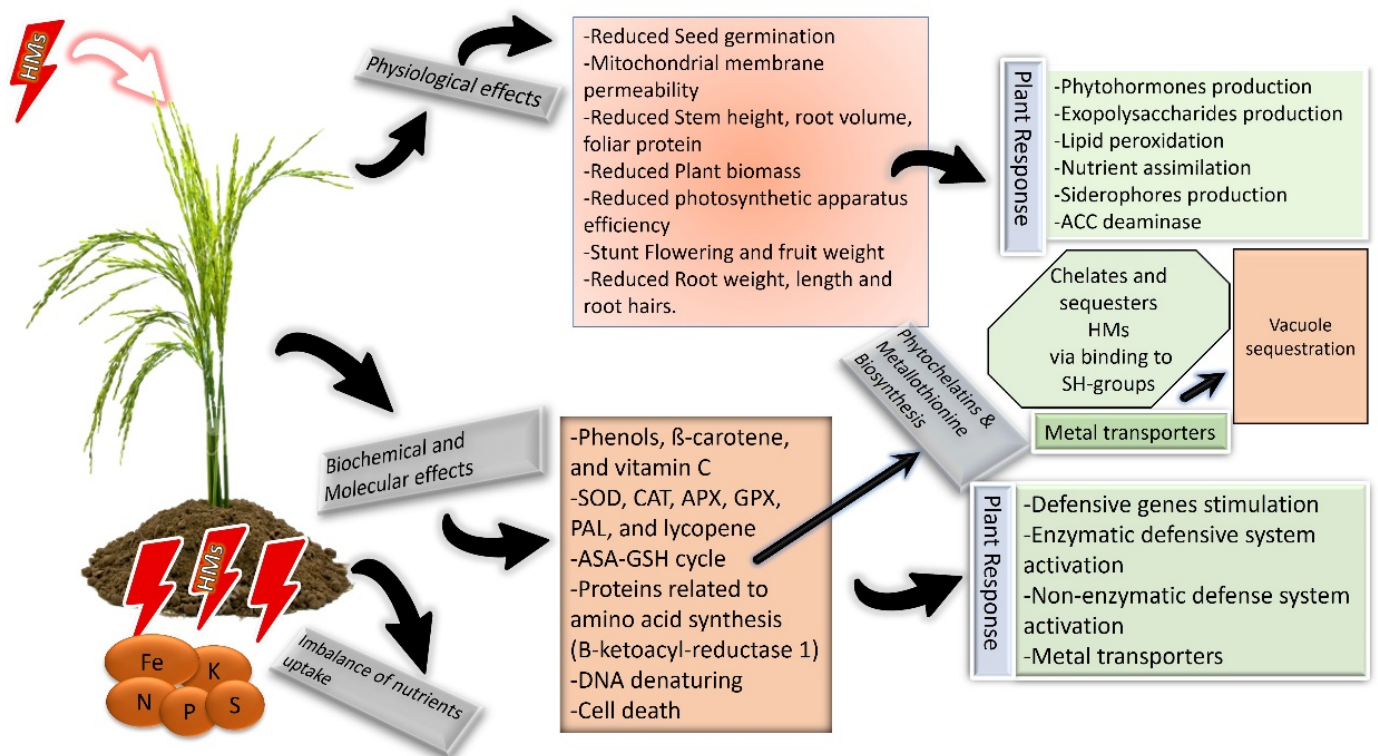 HMs
Physiological effects
-Reduced Seed germination
-Mitochondrial membrane
permeability
-Reduced Stem height, root volume,
foliar protein
-Reduced Plant biomass
-Reduced photosynthetic apparatus
efficiency
-Stunt Flowering and fruit weight
-Reduced Root weight, length and
root hairs.
Plant Response
-Phytohormones production
-Exopolysaccharides production
-Lipid peroxidation
-Nutrient assimilation
-Siderophores production
-ACC deaminase
Chelates and
sequesters
HMs
via binding to
SH-groups
Vacuole
sequestration
Metal transporters
Phytochelatins &
Metallothionine
Biosynthesis
Biochemical and
Molecular effects
-Phenols, ß-carotene,
and vitamin C
-SOD, CAT, APX, GPX,
PAL, and lycopene
-ASA-GSH cycle
-Proteins related to
amino acid synthesis
(B-ketoacyl-reductase 1)
-DNA denaturing
-Cell death
Plant Response
-Defensive genes stimulation
-Enzymatic defensive system
activation
-Non-enzymatic defense system
activation
-Metal transporters
HMs
Imbalance of nutrients
uptake
Fe
K
N
P
S